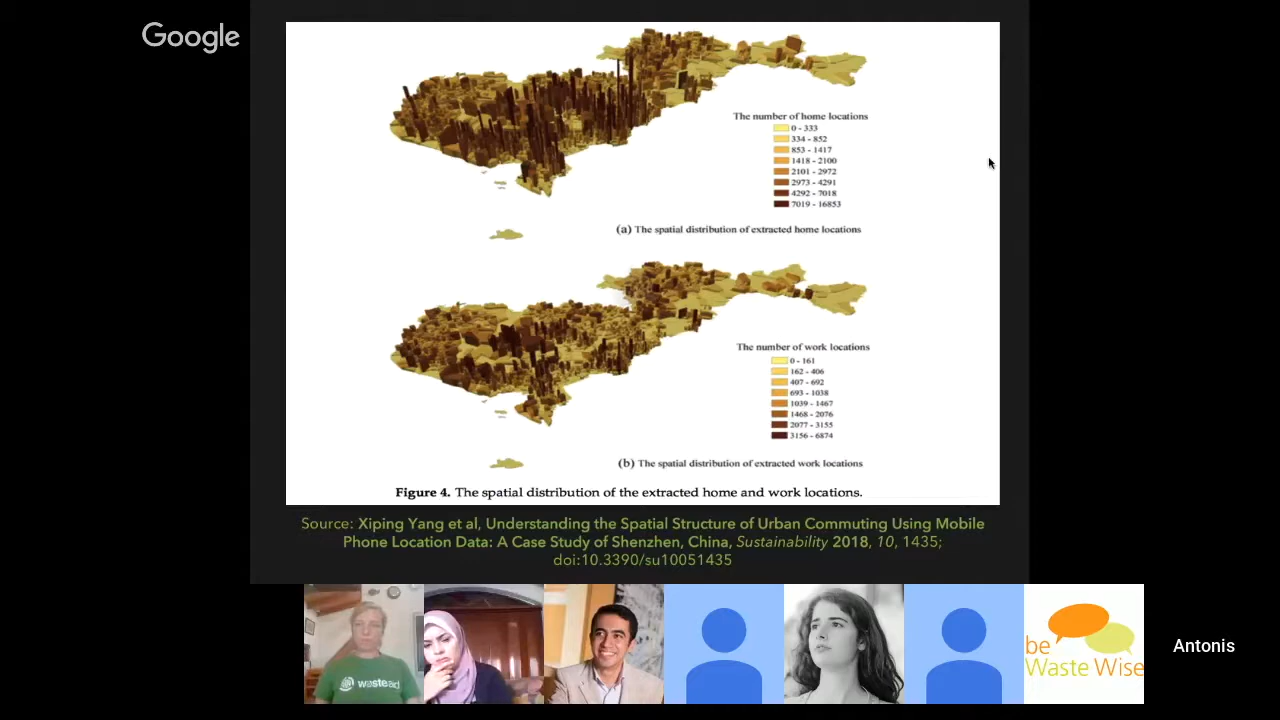 Google
The number of home locations
0 - 333
334 - 852
853 - 1417
1418 - 2100
2101 - 2972
2973 - 4291
4292 - 7018
7019 - 16853
(a) The spatial distribution of extracted home locations
The number of work locations
0 - 161
162 - 406
407 - 692
693 - 1038
1039 - 1467
1468 - 2076
2077 - 3155
3156 - 6874
(b) The spatial distribution of extracted work locations
Figure 4. The spatial distribution of the extracted home and work locations.
Source: Xiping Yang et al, Understanding the Spatial Structure of Urban Commuting Using Mobile
Phone Location Data: A Case Study of Shenzhen, China, Sustainability 2018, 10, 1435;
doi:10.3390/su10051435
wasteaid
be
Waste Wise
Antonis